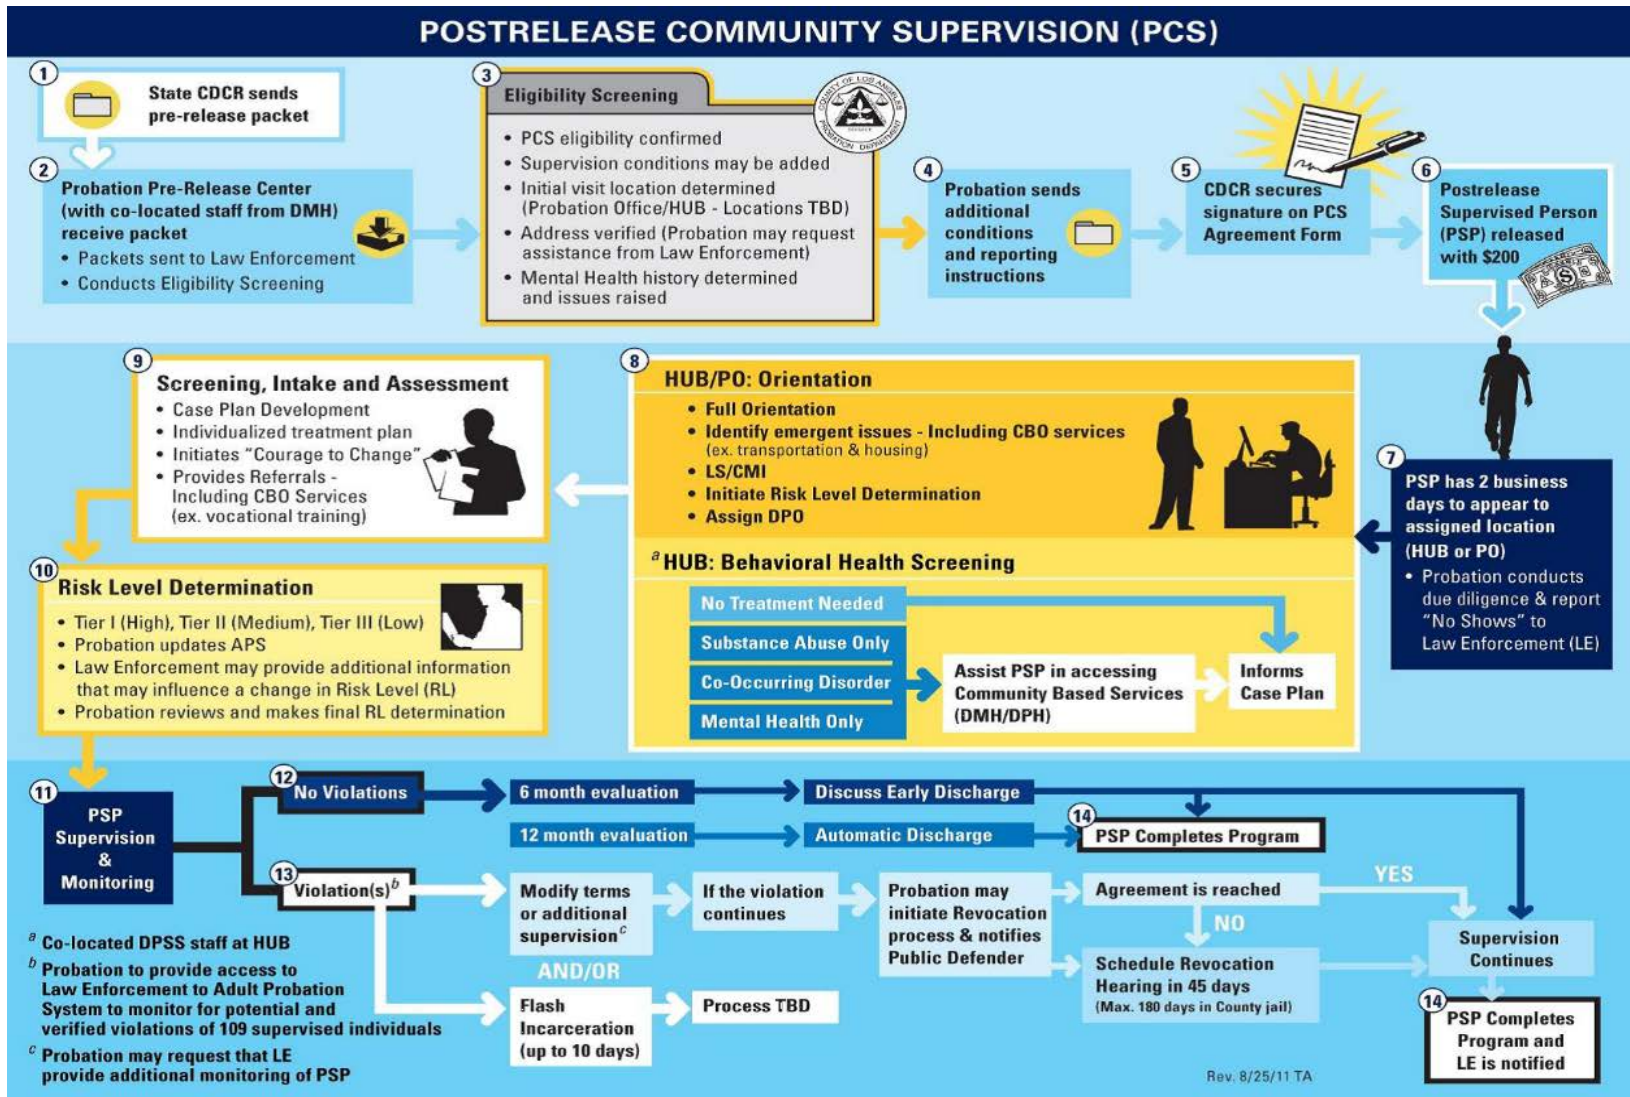 POSTRELEASE COMMUNITY SUPERVISION (PCS)
1
State CDCR sends
pre-release packet
2
Probation Pre-Release Center
(with co-located staff from DMH)
receive packet
• Packets sent to Law Enforcement
• Conducts Eligibility Screening
3
Eligibility Screening
COUNTY OF LOS ANGELES
PROBATION DEPARTMENT
• PCS eligibility confirmed
• Supervision conditions may be added
• Initial visit location determined
(Probation Office/HUB - Locations TBD)
• Address verified (Probation may request
assistance from Law Enforcement)
• Mental Health history determined
and issues raised
4
Probation sends
additional
conditions
and reporting
instructions
5
CDCR secures
signature on PCS
Agreement Form
6
Postrelease
Supervised Person
(PSP) released
with $200
$
7
PSP has 2 business
days to appear to
assigned location
(HUB or PO)
• Probation conducts
due diligence & report
"No Shows" to
Law Enforcement (LE)
8
HUB/PO: Orientation
• Full Orientation
• Identify emergent issues - Including CBO services
(ex. transportation & housing)
• LS/CMI
• Initiate Risk Level Determination
• Assign DPO
a HUB: Behavioral Health Screening
No Treatment Needed
Substance Abuse Only
Co-Occurring Disorder
Mental Health Only
Assist PSP in accessing
Community Based Services
(DMH/DPH)
Informs
Case Plan
9
Screening, Intake and Assessment
• Case Plan Development
• Individualized treatment plan
• Initiates "Courage to Change"
• Provides Referrals -
Including CBO Services
(ex. vocational training)
10
Risk Level Determination
• Tier I (High), Tier II (Medium), Tier III (Low)
• Probation updates APS
• Law Enforcement may provide additional information
that may influence a change in Risk Level (RL)
• Probation reviews and makes final RL determination
11
PSP
Supervision
&
Monitoring
12
No Violations
6 month evaluation
Discuss Early Discharge
12 month evaluation
Automatic Discharge
14
PSP Completes Program
13
Violation(s) b
Modify terms
or additional
supervision c
If the violation
continues
Probation may
initiate Revocation
process & notifies
Public Defender
Agreement is reached
YES
NO
Schedule Revocation
Hearing in 45 days
(Max. 180 days in County jail)
Supervision
Continues
14
PSP Completes
Program and
LE is notified
AND/OR
Flash
Incarceration
(up to 10 days)
Process TBD
a Co-located DPSS staff at HUB
b Probation to provide access to
Law Enforcement to Adult Probation
System to monitor for potential and
verified violations of 109 supervised individuals
c Probation may request that LE
provide additional monitoring of PSP
Rev. 8/25/11 TA